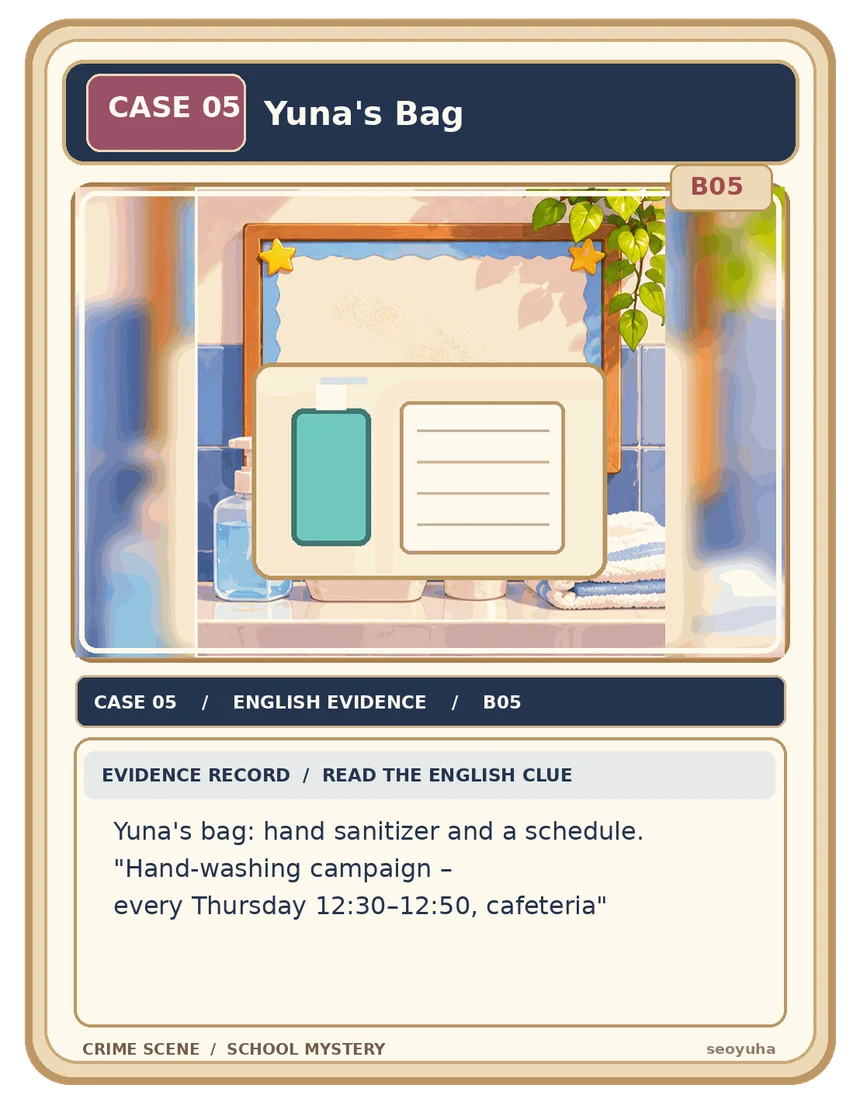 CASE 05
Yuna's Bag
B05
CASE 05 / ENGLISH EVIDENCE / B05
EVIDENCE RECORD / READ THE ENGLISH CLUE
Yuna's bag: hand sanitizer and a schedule.
"Hand-washing campaign –
every Thursday 12:30–12:50, cafeteria"
CRIME SCENE / SCHOOL MYSTERY
seoyuha